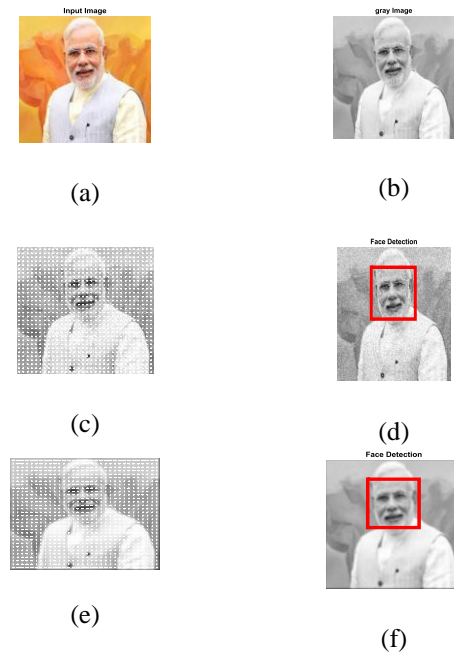 Input Image
gray Image
(a)
(b)
Face Detection
(c)
(d)
Face Detection
(e)
(f)